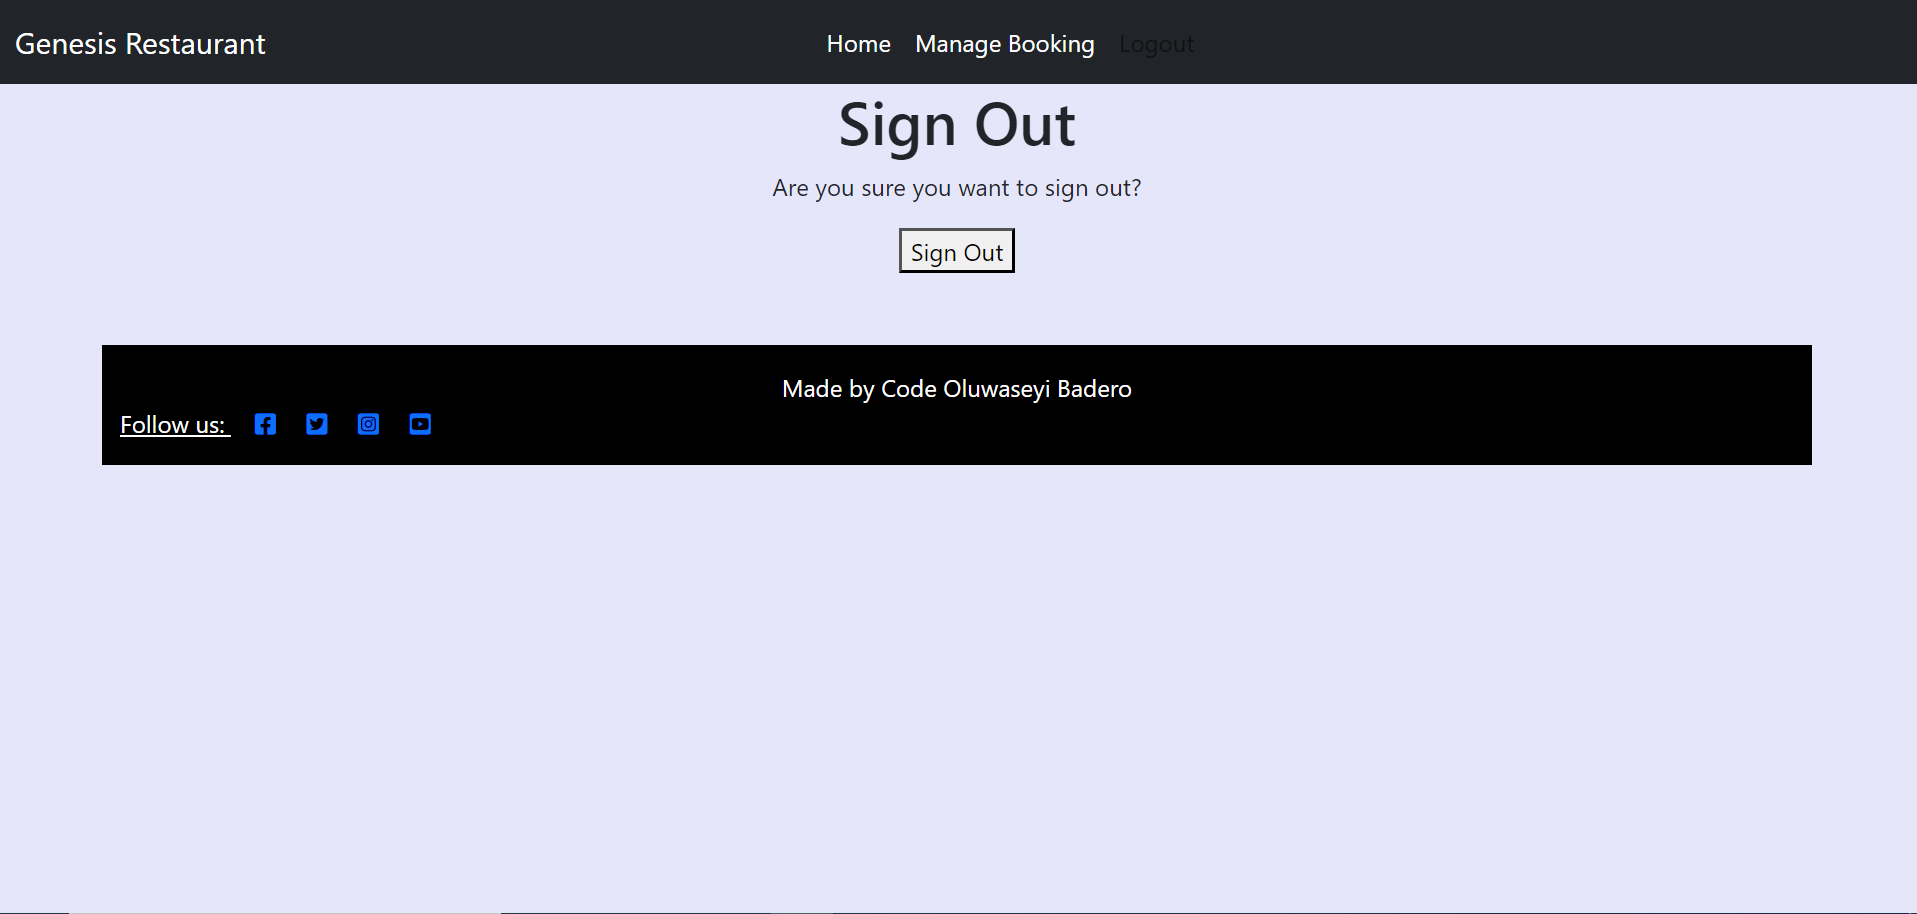 Genesis Restaurant Home Manage Booking Logout
Sign Out
Are you sure you want to sign out?
Sign Out
Made by Code Oluwaseyi Badero
Follow us: